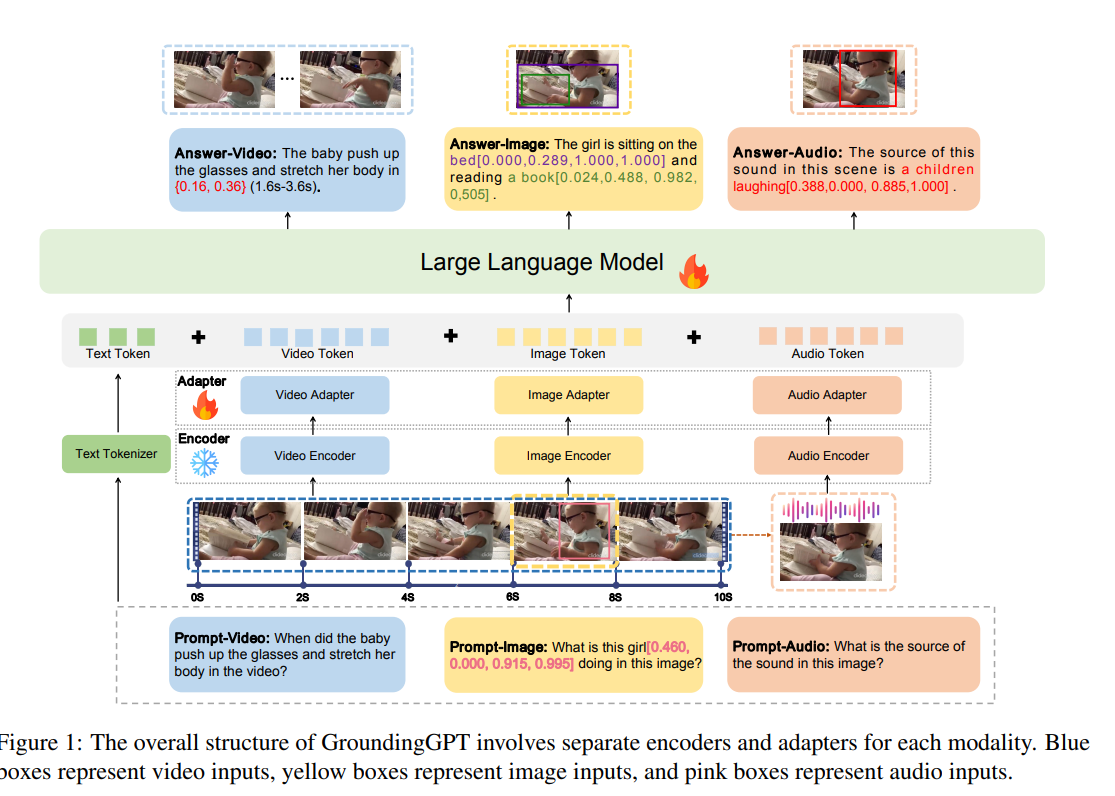 Answer-Video: The baby push up
the glasses and stretch her body in
{0.16, 0.36} (1.6s-3.6s).
Answer-Image: The girl is sitting on the
bed[0.000,0.289,1.000,1.000] and
reading a book[0.024,0.488, 0.982,
0,505] .
Answer-Audio: The source of this
sound in this scene is a children
laughing[0.388,0.000, 0.885,1.000] .
Large Language Model
Text Token
Video Token
Image Token
Audio Token
Adapter
Video Adapter
Image Adapter
Audio Adapter
Text Tokenizer
Encoder
Video Encoder
Image Encoder
Audio Encoder
0S
2S
4S
6S
8S
10S
Prompt-Video: When did the baby
push up the glasses and stretch her
body in the video?
Prompt-Image: What is this girl[0.460,
0.000, 0.915, 0.995] doing in this image?
Prompt-Audio: What is the source of
the sound in this image?
Figure 1: The overall structure of GroundingGPT involves separate encoders and adapters for each modality. Blue
boxes represent video inputs, yellow boxes represent image inputs, and pink boxes represent audio inputs.